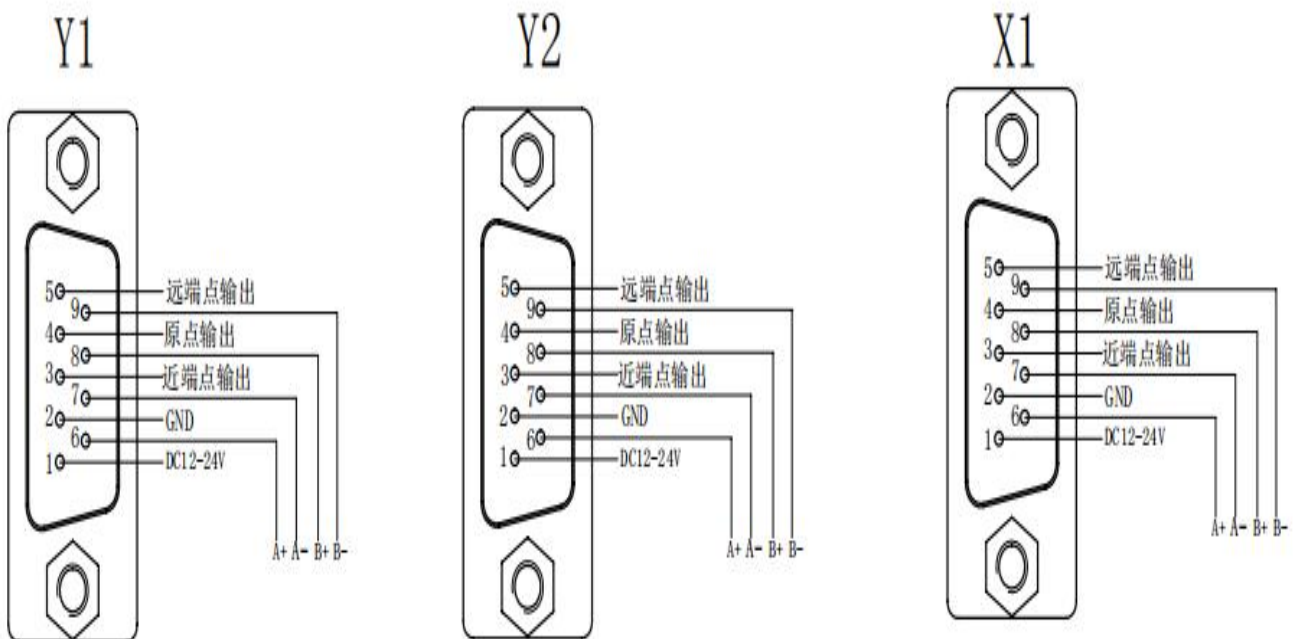 Y1
5 远端点输出
9
4 原点输出
8
3 近端点输出
7
2 GND
6
1 DC12-24V
A+ A- B+ B-
Y2
5 远端点输出
9
4 原点输出
8
3 近端点输出
7
2 GND
6
1 DC12-24V
A+ A- B+ B-
X1
5 远端点输出
9
4 原点输出
8
3 近端点输出
7
2 GND
6
1 DC12-24V
A+ A- B+ B-